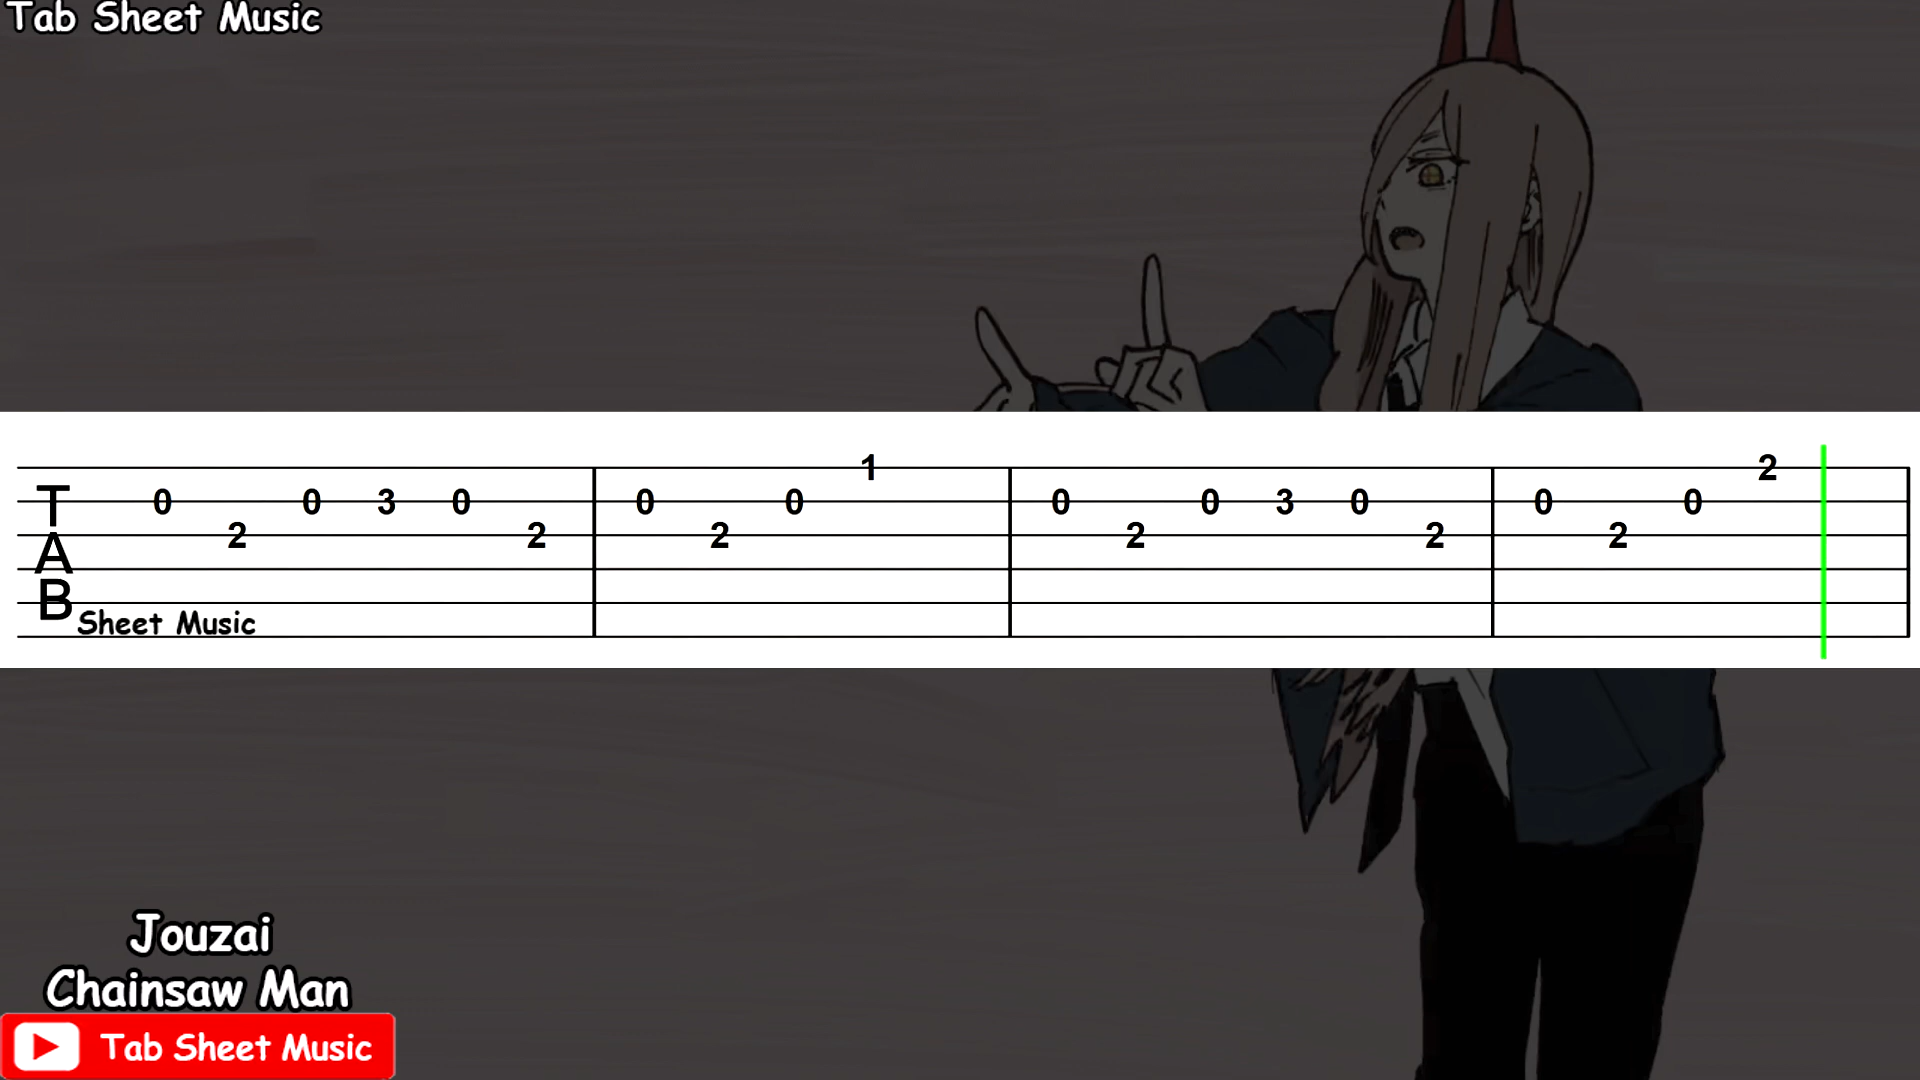 Tab Sheet Music
1 2
T 0 0 3 0 0 0 0 0 3 0 0 0
A 2 2 2 2 2 2
B
Sheet Music
Jouzai
Chainsaw Man
Tab Sheet Music